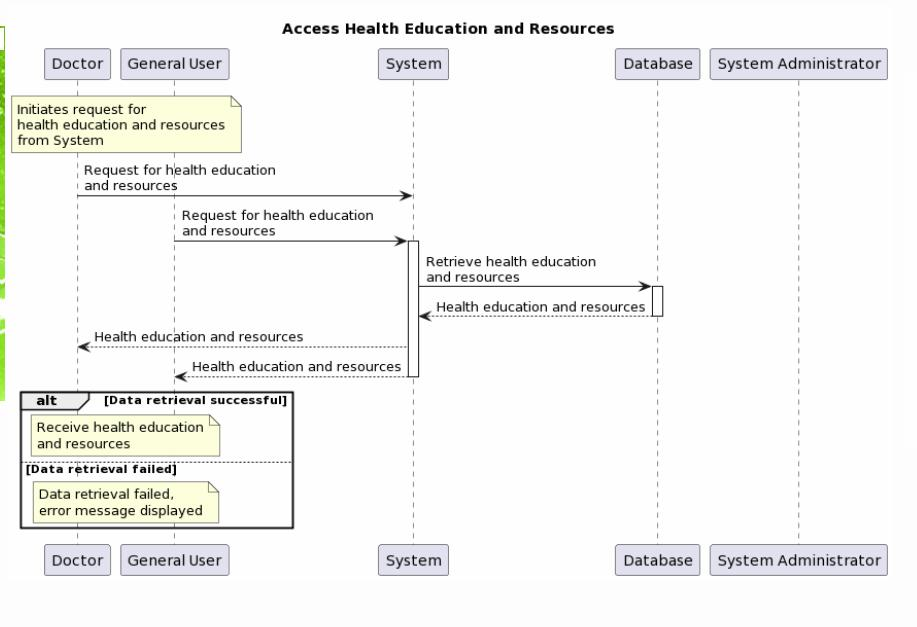 Access Health Education and Resources
Doctor
General User
System
Database
System Administrator
Initiates request for
health education and resources
from System
Request for health education
and resources
Request for health education
and resources
Retrieve health education
and resources
Health education and resources
Health education and resources
Health education and resources
alt
[Data retrieval successful]
Receive health education
and resources
[Data retrieval failed]
Data retrieval failed,
error message displayed
Doctor
General User
System
Database
System Administrator